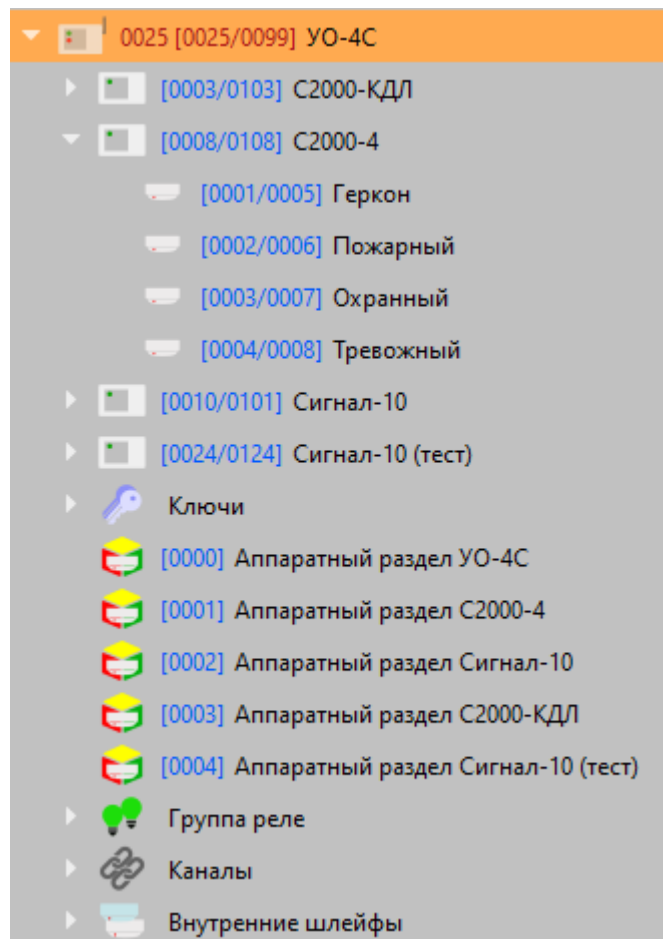 0025 [0025/0099] УО-4С
[0003/0103] С2000-КДЛ
[0008/0108] С2000-4
[0001/0005] Геркон
[0002/0006] Пожарный
[0003/0007] Охранный
[0004/0008] Тревожный
[0010/0101] Сигнал-10
[0024/0124] Сигнал-10 (тест)
Ключи
[0000] Аппаратный раздел УО-4С
[0001] Аппаратный раздел С2000-4
[0002] Аппаратный раздел Сигнал-10
[0003] Аппаратный раздел С2000-КДЛ
[0004] Аппаратный раздел Сигнал-10 (тест)
Группа реле
Каналы
Внутренние шлейфы